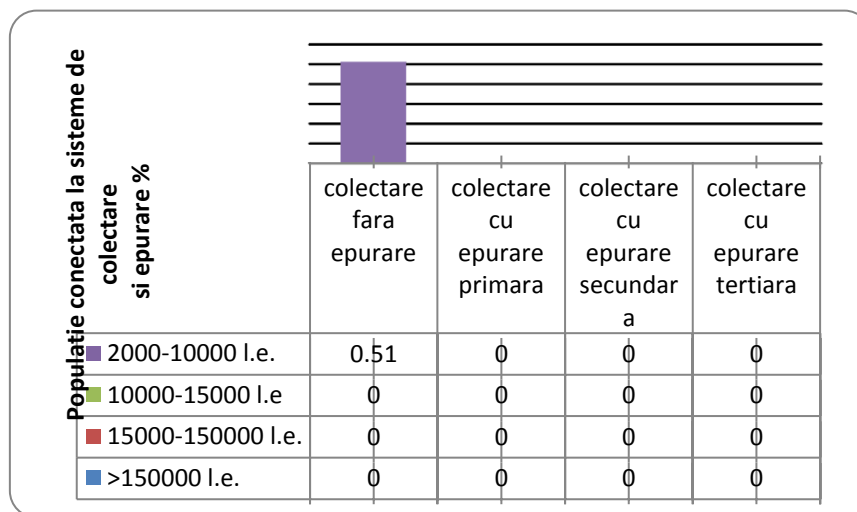 Populatie conectata la sisteme de
colectare
si epurare %
colectare
fara
epurare
colectare
cu
epurare
primara
colectare
cu
epurare
secundar
a
colectare
cu
epurare
tertiara
2000-10000 l.e. 0.51 0 0 0
10000-15000 l.e 0 0 0 0
15000-150000 l.e. 0 0 0 0
>150000 l.e. 0 0 0 0